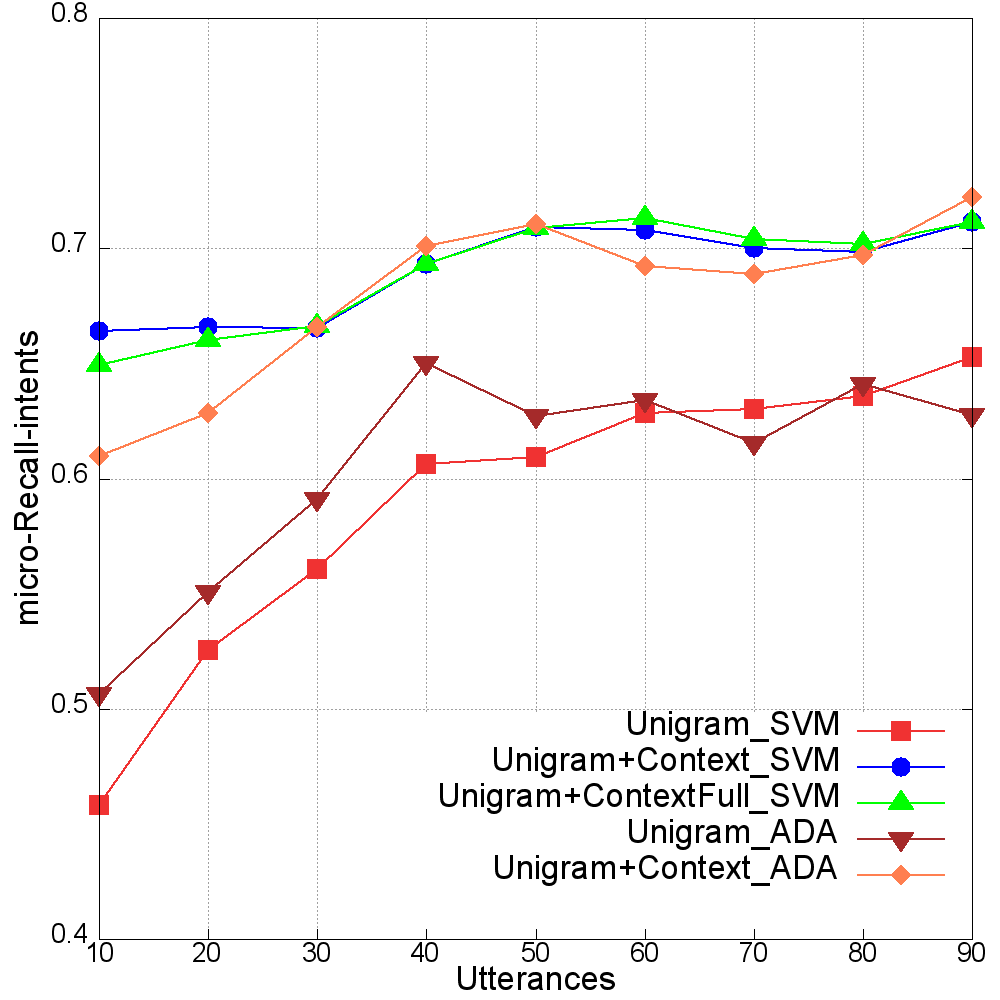 0.8
0.7
0.6
0.5
0.4
micro-Recall-intents
Unigram_SVM
Unigram+Context_SVM
Unigram+ContextFull_SVM
Unigram_ADA
Unigram+Context_ADA
10 20 30 40 50 60 70 80 90
Utterances